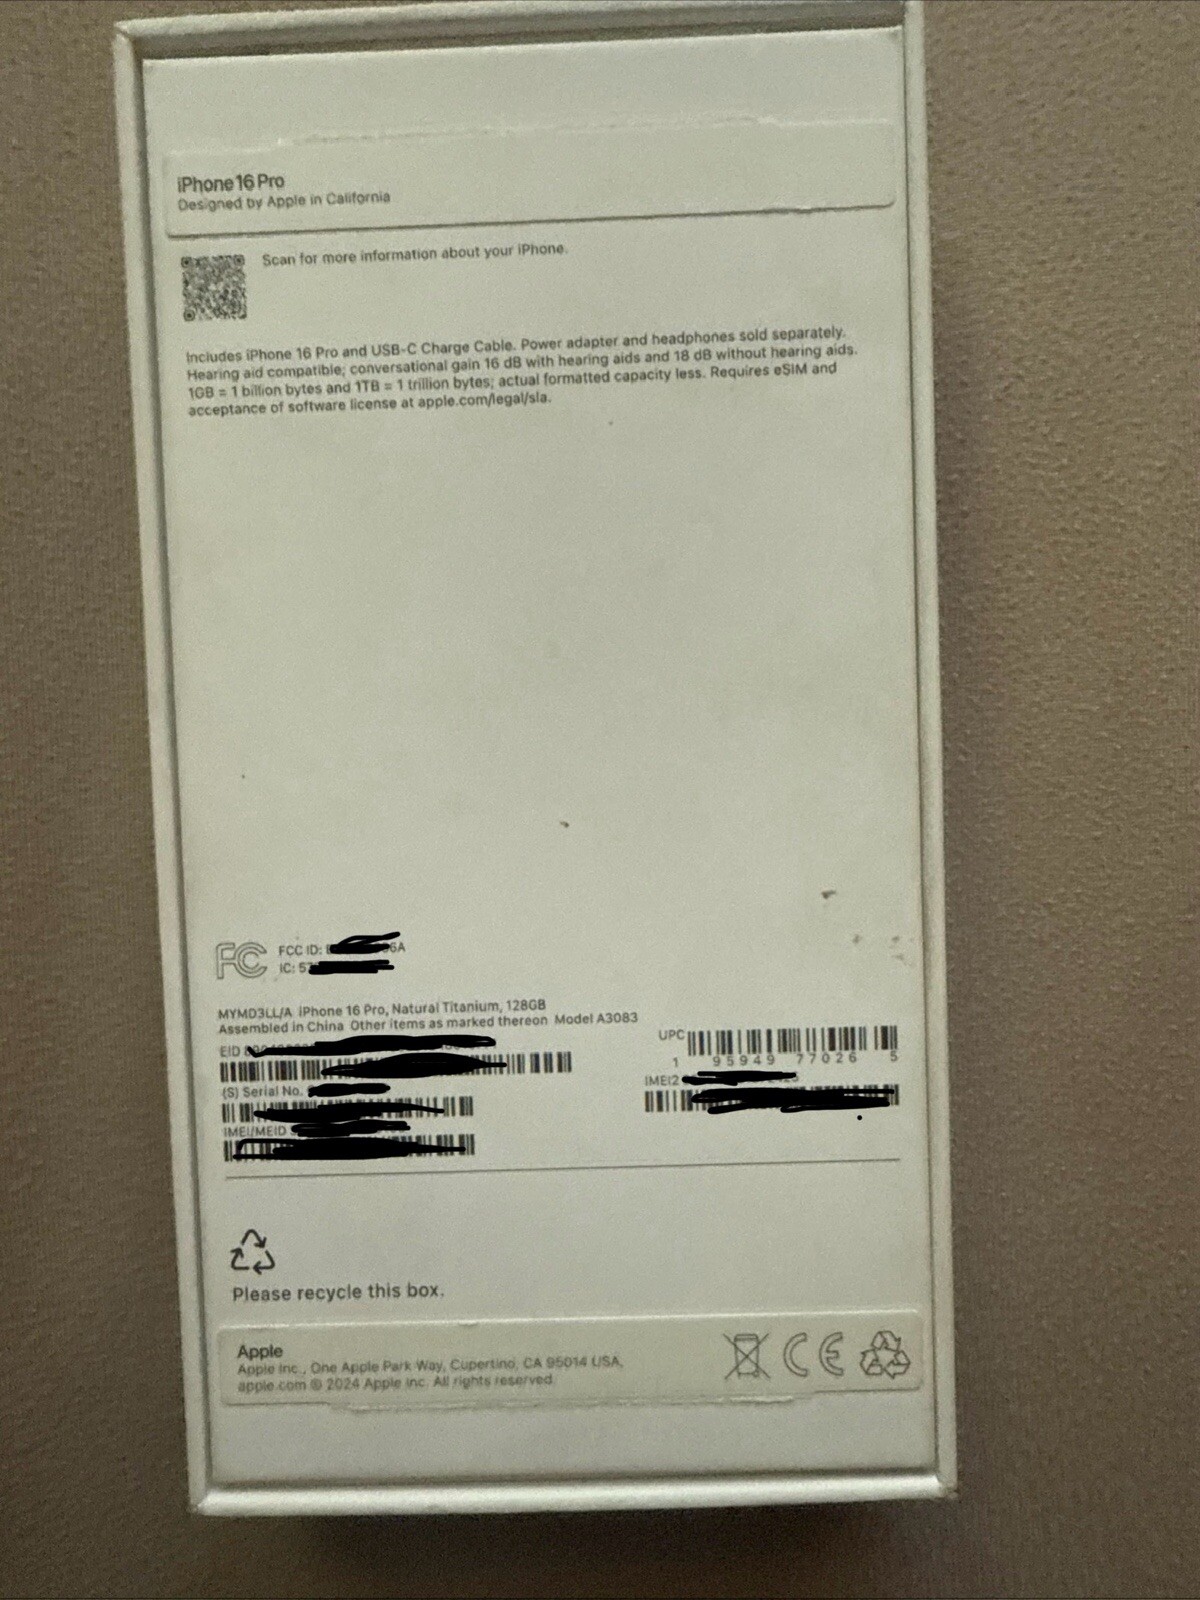 iPhone 16 Pro
Designed by Apple in California
Scan for more information about your iPhone.
Includes iPhone 16 Pro and USB-C Charge Cable. Power adapter and headphones sold separately.
Hearing aid compatible; conversational gain 16 dB with hearing aids and 18 dB without hearing aids.
1GB = 1 billion bytes and 1TB = 1 trillion bytes; actual formatted capacity less. Requires eSIM and
acceptance of software license at apple.com/legal/sla.
FC FCC ID:
IC:
MYMD3LL/A iPhone 16 Pro, Natural Titanium, 128GB
Assembled in China Other items as marked thereon Model A3083
EID
(S) Serial No.
IMEI/MEID
UPC
1 95949 77026 5
IMEI2
Please recycle this box.
Apple
Apple Inc., One Apple Park Way, Cupertino, CA 95014 USA.
apple.com © 2024 Apple Inc. All rights reserved.
CE